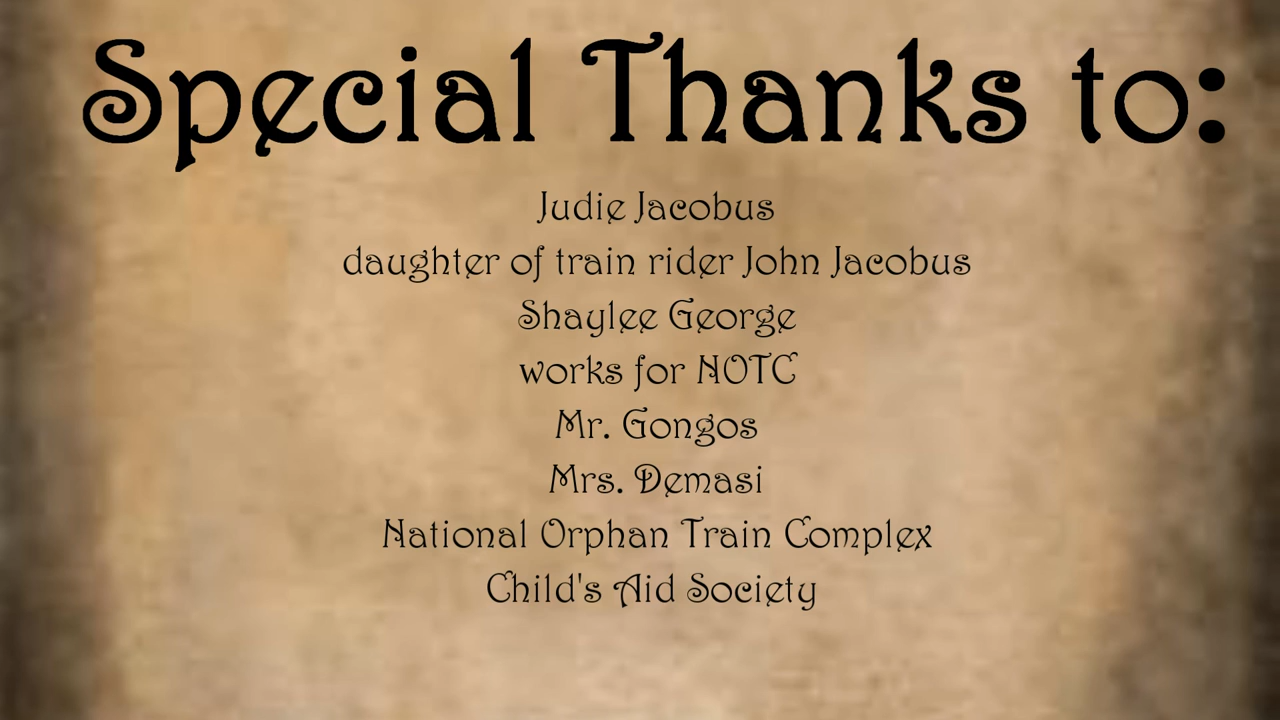 Special Thanks to:
Judie Jacobus
daughter of train rider John Jacobus
Shaylee George
works for NOTC
Mr. Gongos
Mrs. Demasi
National Orphan Train Complex
Child's Aid Society